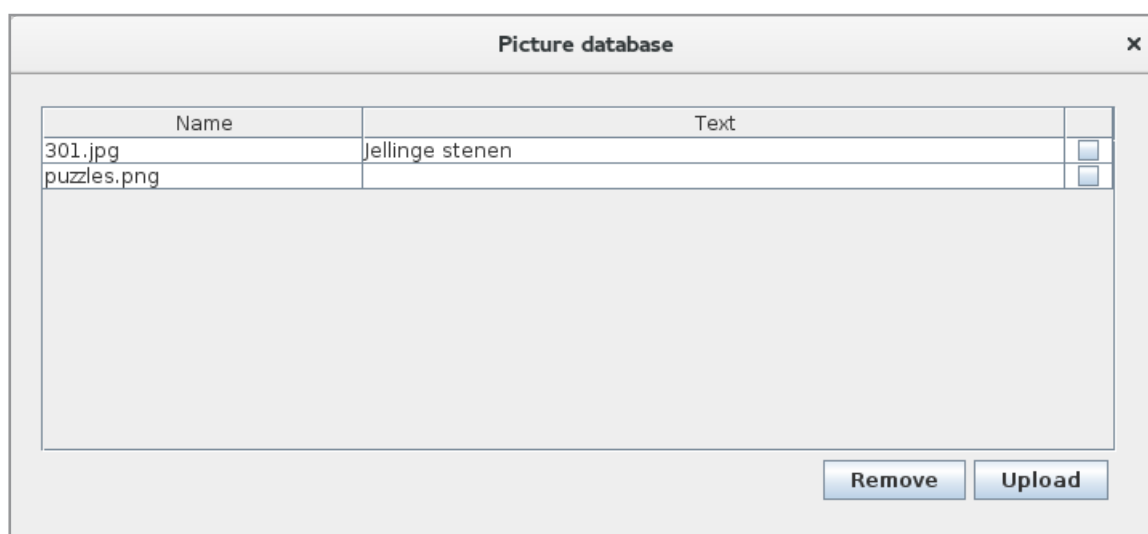 Picture database
Name Text
301.jpg Jellinge stenen
puzzles.png
Remove Upload